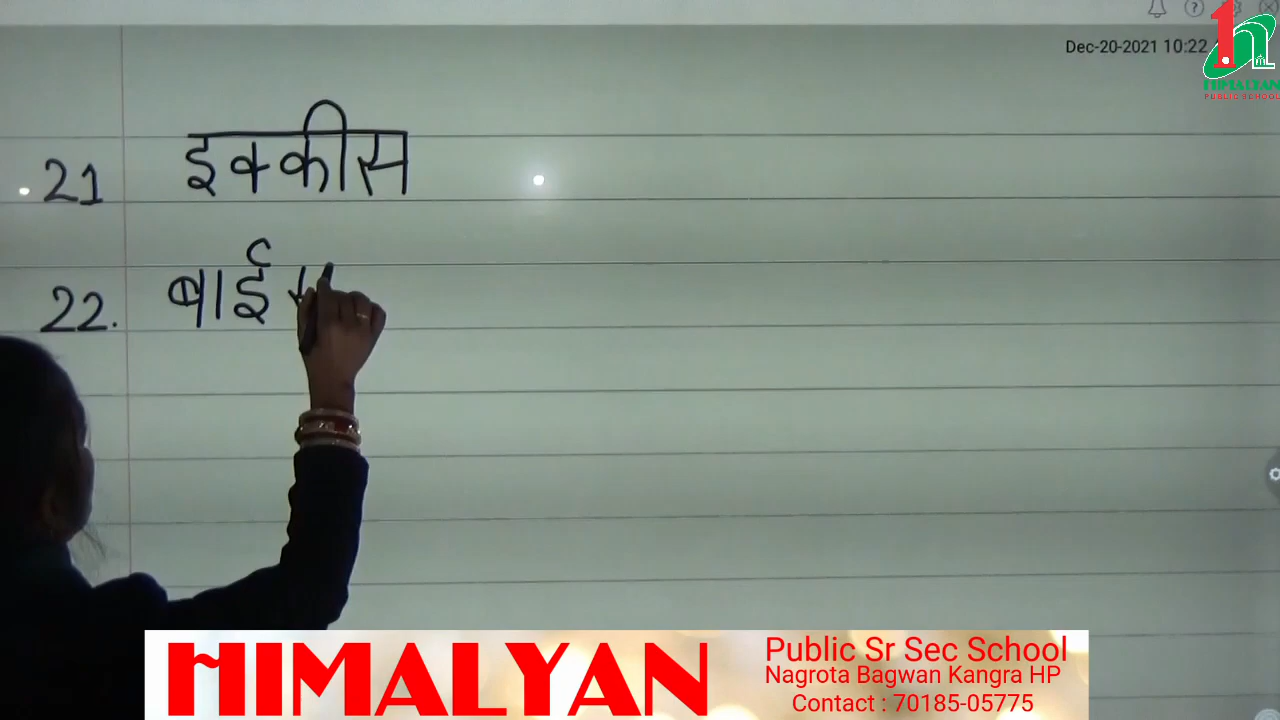 Dec-20-2021 10:22
HIMALYAN
PUBLIC SCHOOL
21 इक्कीस
22. बाई
HIMALYAN
Public Sr Sec School
Nagrota Bagwan Kangra HP
Contact : 70185-05775